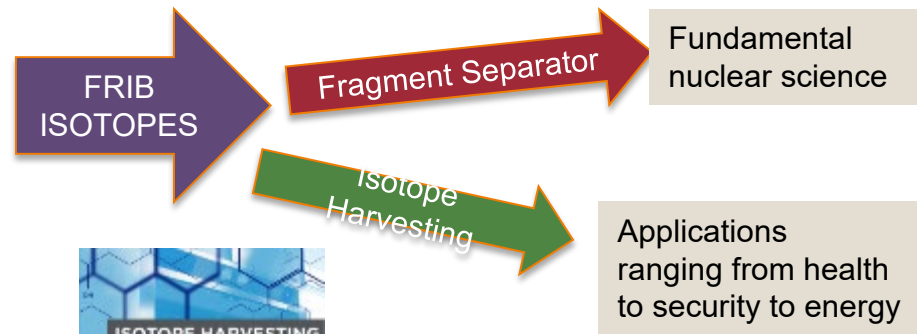 FRIB
ISOTOPES
Fragment Separator
Fundamental
nuclear science
Isotope
Harvesting
Applications
ranging from health
to security to energy
ISOTOPE HARVESTING